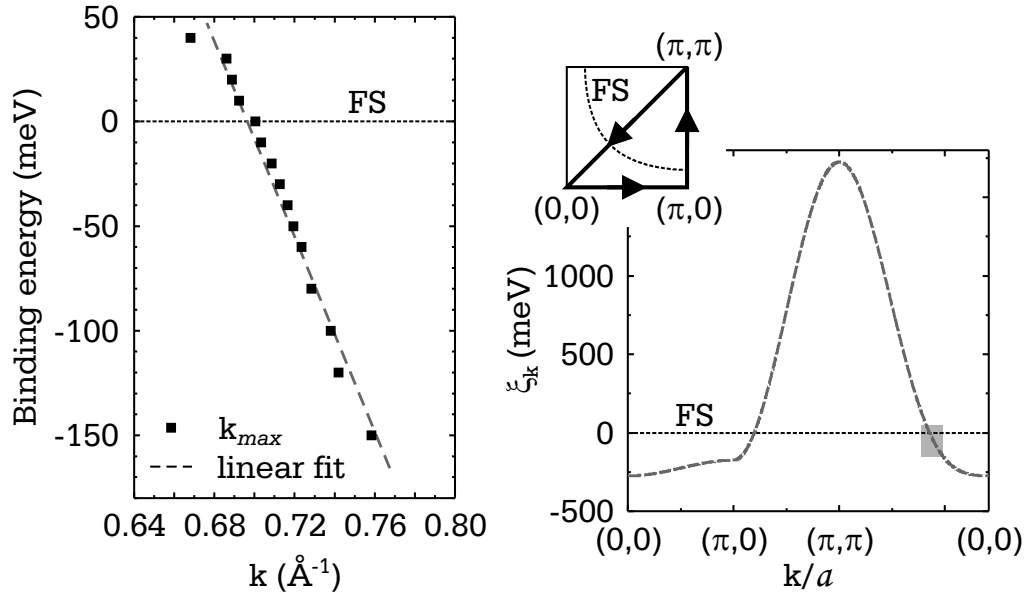 50
0
-50
-100
-150
0.64 0.68 0.72 0.76 0.80
Binding energy (meV)
k (Å⁻¹)
FS
k_max
linear fit
(π,π)
FS
(0,0) (π,0)
1000
500
0
-500
ξ_k (meV)
FS
(0,0) (π,0) (π,π) (0,0)
k/a